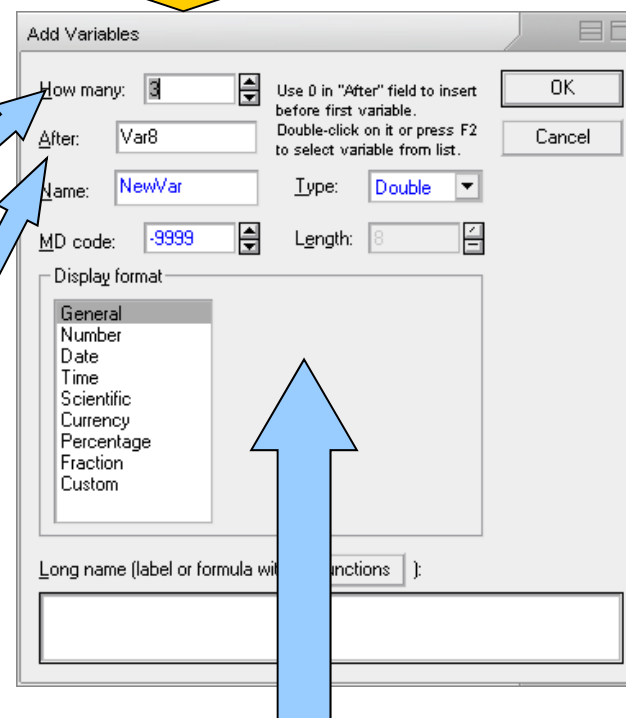 Add Variables
How many: 3
After: Var8
Use 0 in "After" field to insert
before first variable.
Double-click on it or press F2
to select variable from list.
OK
Cancel
Name: NewVar
Type: Double
MD code: -9999
Length: 8
Display format
General
Number
Date
Time
Scientific
Currency
Percentage
Fraction
Custom
Long name (label or formula
):